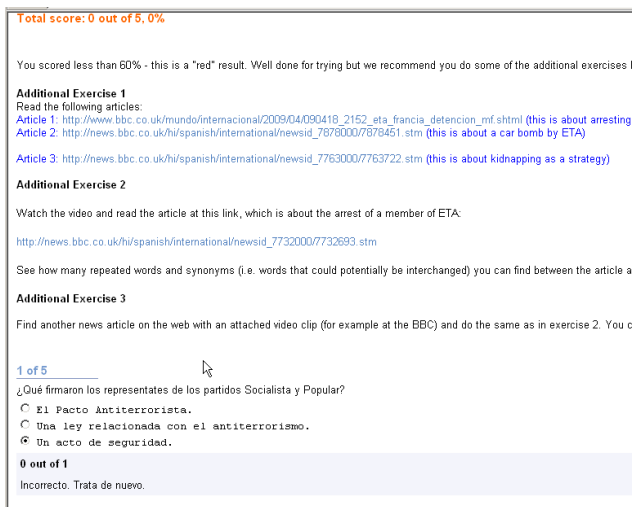 Total score: 0 out of 5, 0%
You scored less than 60% - this is a "red" result. Well done for trying but we recommend you do some of the additional exercises
Additional Exercise 1
Read the following articles:
Article 1: http://www.bbc.co.uk/mundo/internacional/2009/04/090418_2152_eta_francia_detencion_mf.shtml (this is about arresting
Article 2: http://news.bbc.co.uk/hi/spanish/international/newsid_7878000/7878451.stm (this is about a car bomb by ETA)
Article 3: http://news.bbc.co.uk/hi/spanish/international/newsid_7763000/7763722.stm (this is about kidnapping as a strategy)
Additional Exercise 2
Watch the video and read the article at this link, which is about the arrest of a member of ETA:
http://news.bbc.co.uk/hi/spanish/international/newsid_7732000/7732693.stm
See how many repeated words and synonyms (i.e. words that could potentially be interchanged) you can find between the article a
Additional Exercise 3
Find another news article on the web with an attached video clip (for example at the BBC) and do the same as in exercise 2. You c
1 of 5
¿Qué firmaron los representates de los partidos Socialista y Popular?
El Pacto Antiterrorista.
Una ley relacionada con el antiterrorismo.
Un acto de seguridad.
0 out of 1
Incorrecto. Trata de nuevo.